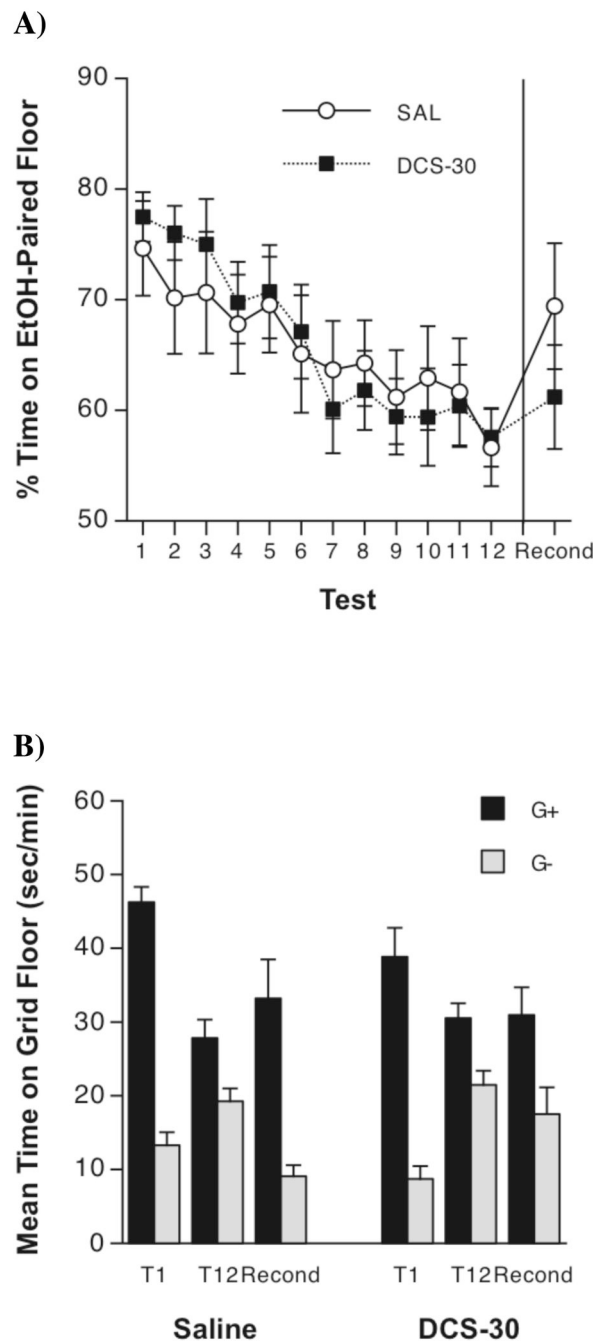 A)
90
80
70
60
50
% Time on EtOH-Paired Floor
SAL
DCS-30
1 2 3 4 5 6 7 8 9 10 11 12 Recond
Test
B)
60
50
40
30
20
10
0
Mean Time on Grid Floor (sec/min)
G+
G-
T1 T12 Recond T1 T12 Recond
Saline DCS-30